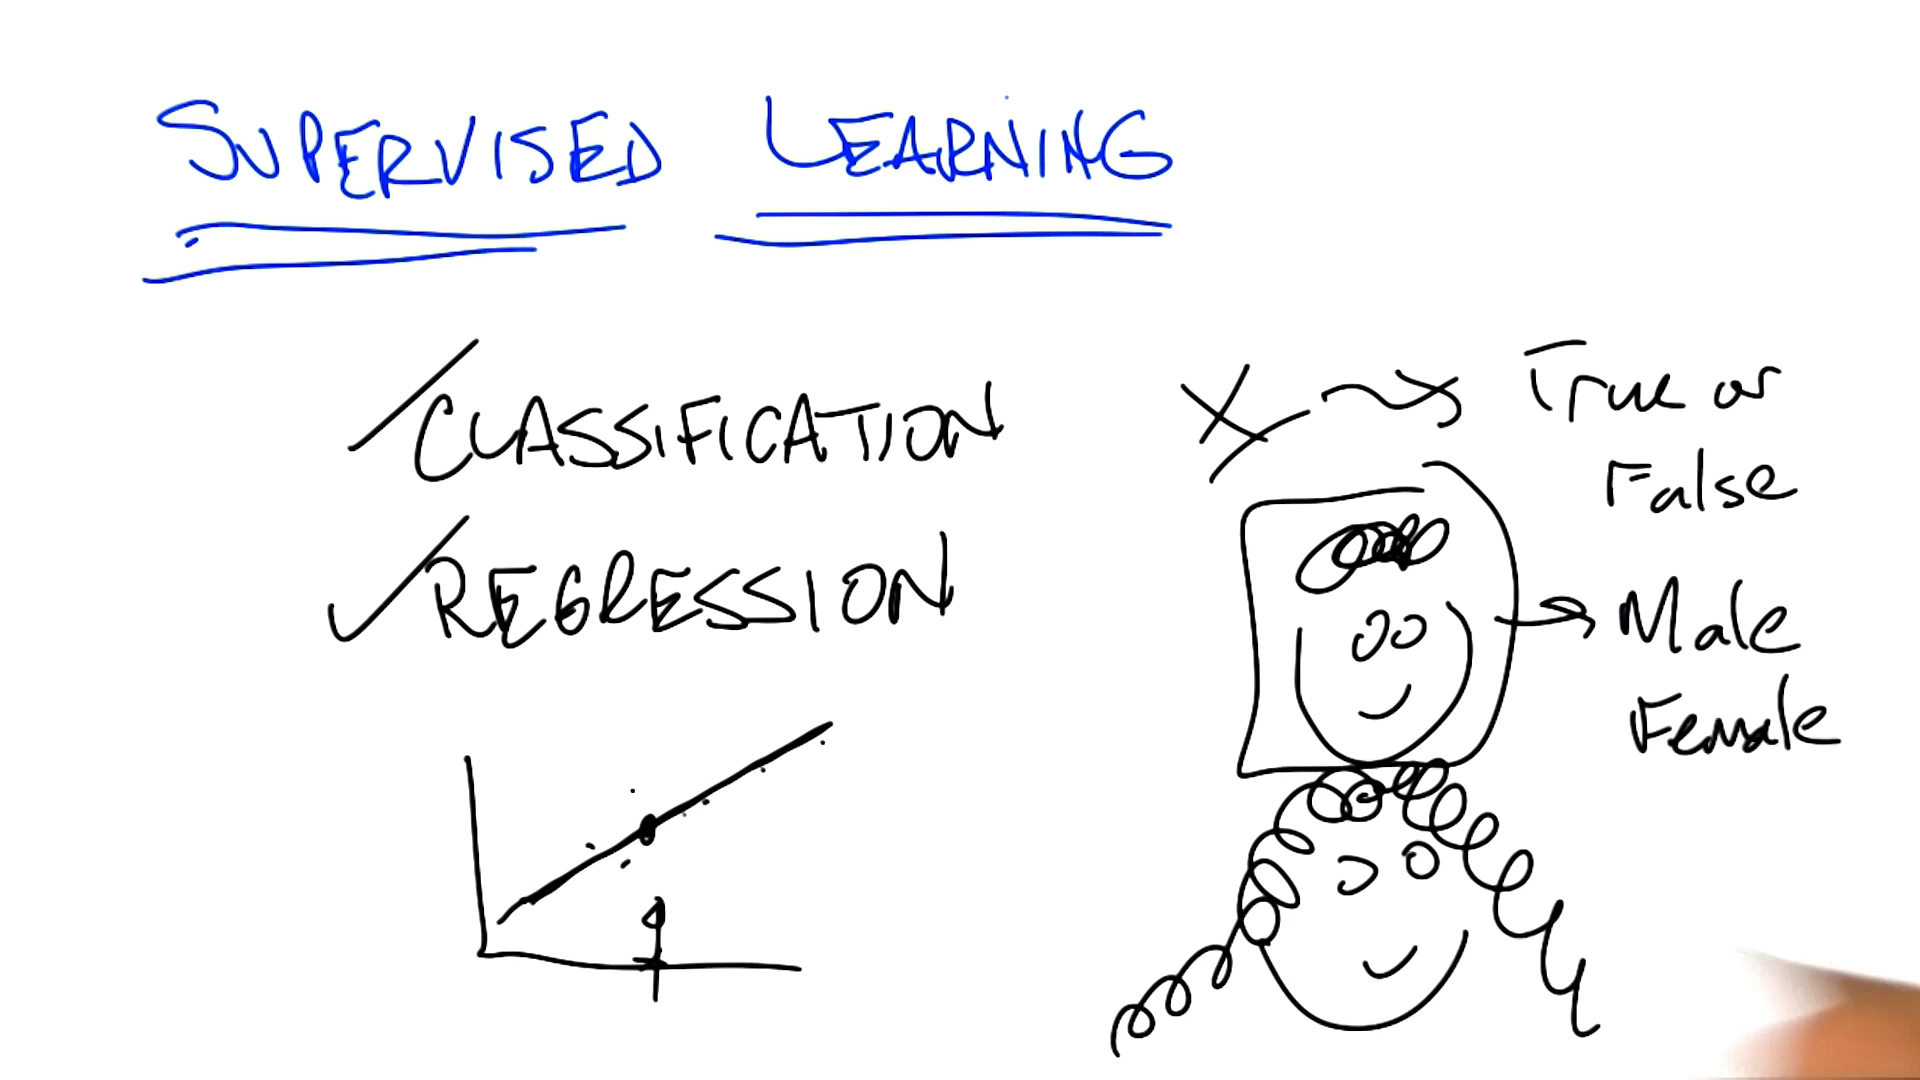 SUPERVISED LEARNING
CLASSIFICATION
REGRESSION
X True or
False
Male
Female